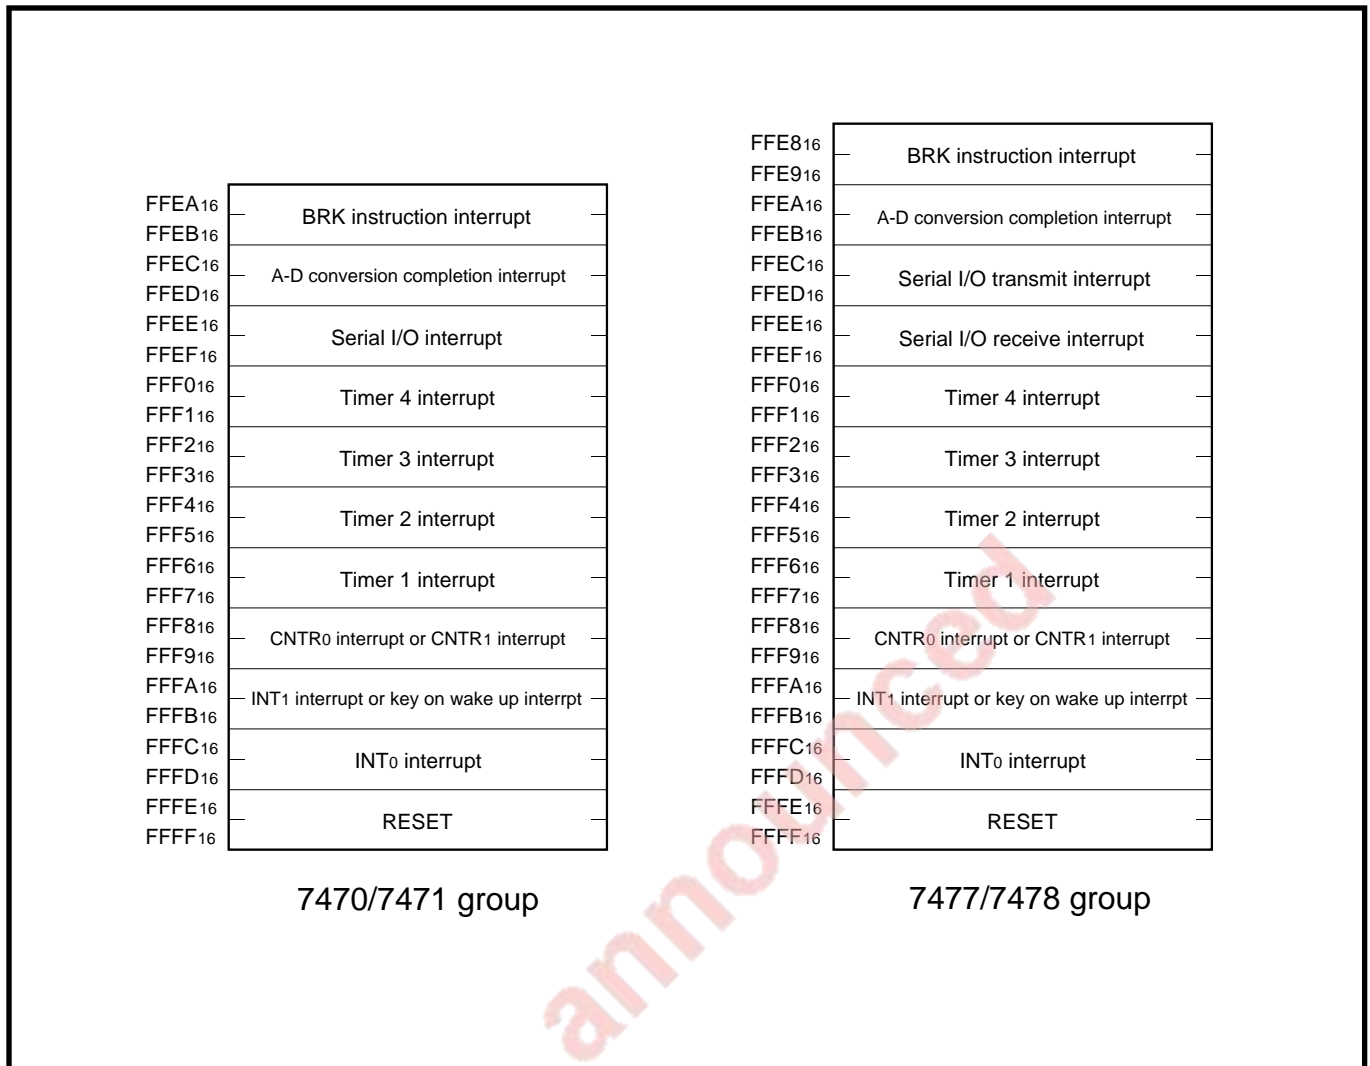 FFEA16
BRK instruction interrupt
FFEB16
FFEC16
A-D conversion completion interrupt
FFED16
FFEE16
Serial I/O interrupt
FFEF16
FFF016
Timer 4 interrupt
FFF116
FFF216
Timer 3 interrupt
FFF316
FFF416
Timer 2 interrupt
FFF516
FFF616
Timer 1 interrupt
FFF716
FFF816
CNTR0 interrupt or CNTR1 interrupt
FFF916
FFFA16
INT1 interrupt or key on wake up interrpt
FFFB16
FFFC16
INT0 interrupt
FFFD16
FFFE16
RESET
FFFF16
7470/7471 group
FFE816
BRK instruction interrupt
FFE916
FFEA16
A-D conversion completion interrupt
FFEB16
FFEC16
Serial I/O transmit interrupt
FFED16
FFEE16
Serial I/O receive interrupt
FFEF16
FFF016
Timer 4 interrupt
FFF116
FFF216
Timer 3 interrupt
FFF316
FFF416
Timer 2 interrupt
FFF516
FFF616
Timer 1 interrupt
FFF716
FFF816
CNTR0 interrupt or CNTR1 interrupt
FFF916
FFFA16
INT1 interrupt or key on wake up interrpt
FFFB16
FFFC16
INT0 interrupt
FFFD16
FFFE16
RESET
FFFF16
7477/7478 group
announced